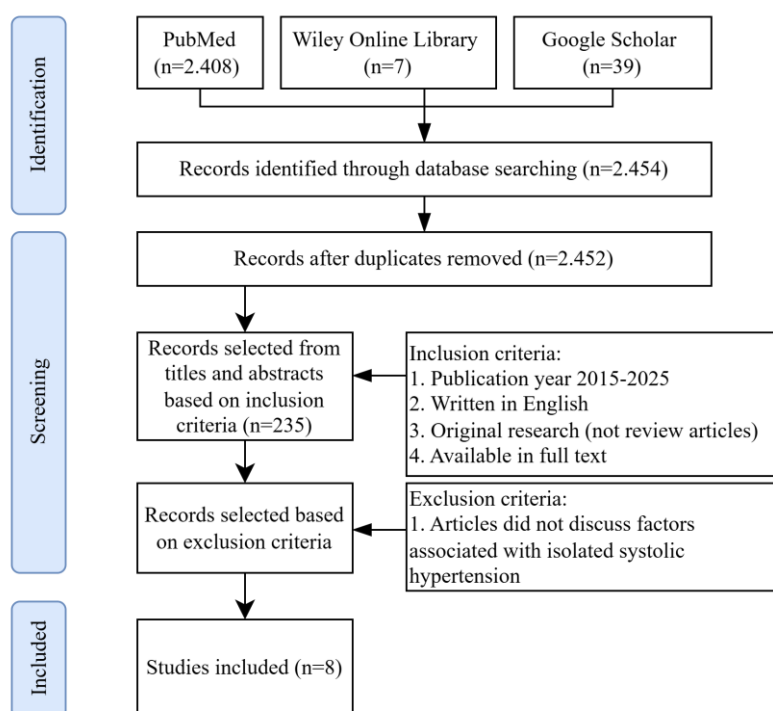 Identification
PubMed
(n=2.408)
Wiley Online Library
(n=7)
Google Scholar
(n=39)
Records identified through database searching (n=2.454)
Screening
Records after duplicates removed (n=2.452)
Records selected from
titles and abstracts
based on inclusion
criteria (n=235)
Inclusion criteria:
1. Publication year 2015-2025
2. Written in English
3. Original research (not review articles)
4. Available in full text
Records selected based
on exclusion criteria
Exclusion criteria:
1. Articles did not discuss factors
associated with isolated systolic
hypertension
Included
Studies included (n=8)